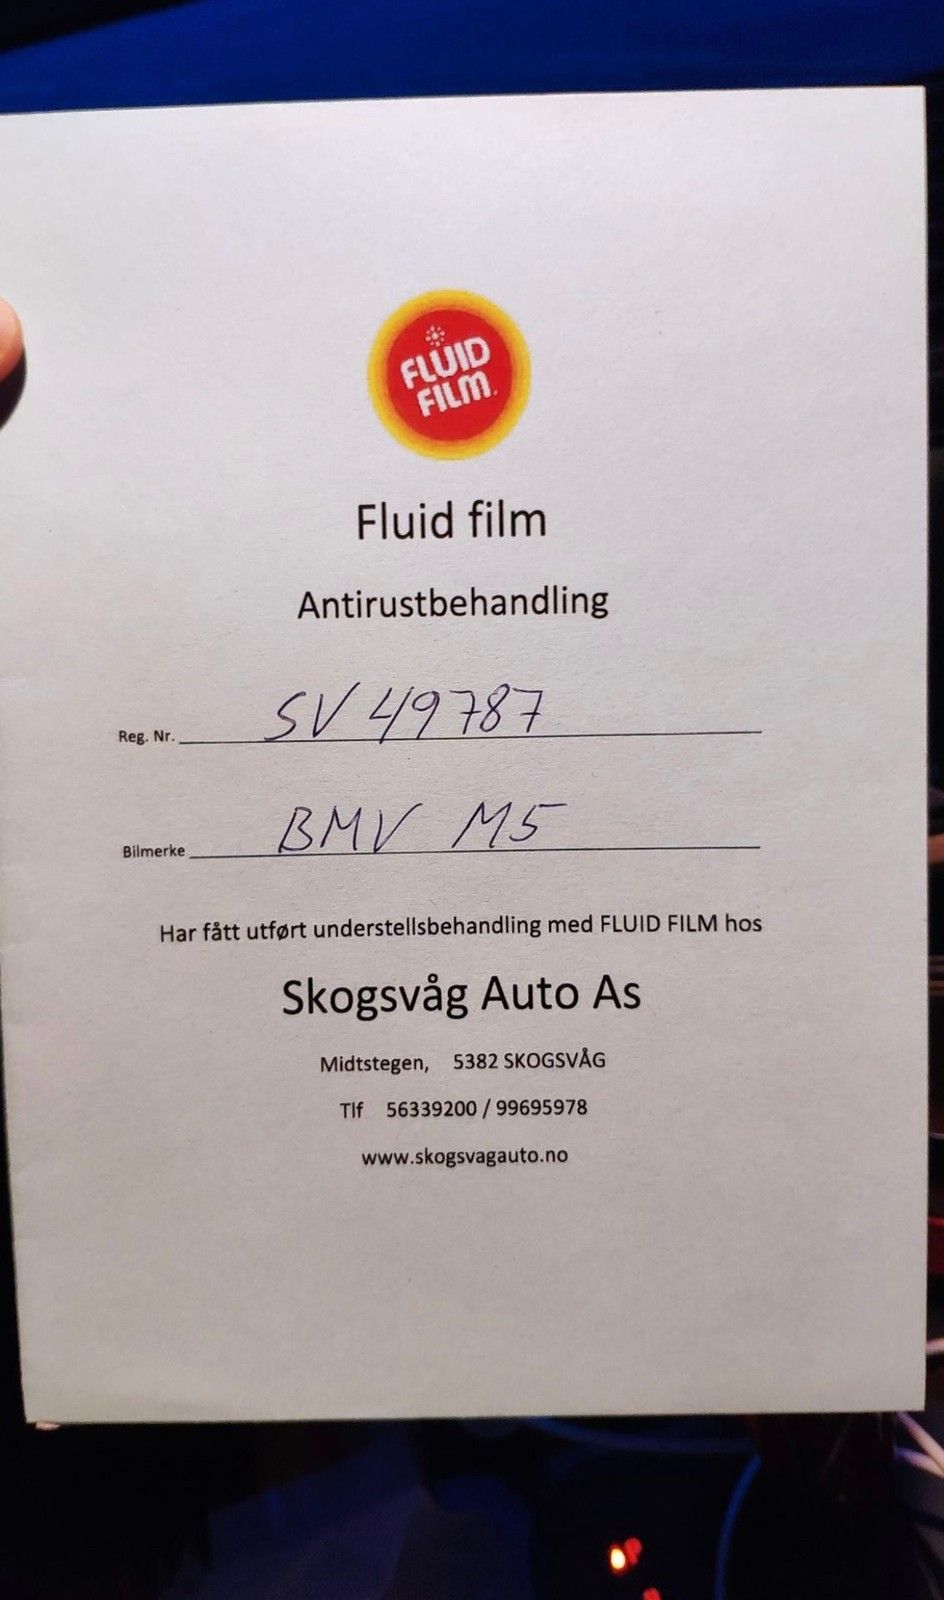 FLUID
FILM
Fluid film
Antirustbehandling
Reg. Nr. SV 49787
Bilmerke BMV M5
Har fått utført understellsbehandling med FLUID FILM hos
Skogsvåg Auto As
Midtstegen, 5382 SKOGSVÅG
Tlf 56339200 / 99695978
www.skogsvagauto.no